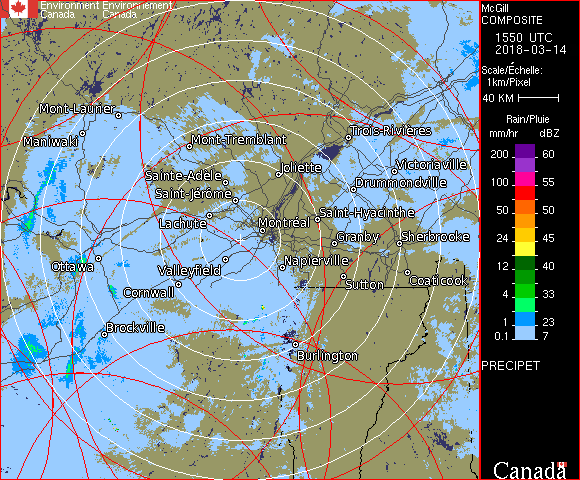 Environment Environnement
Canada Canada
McGill
COMPOSITE
1550 UTC
2018-03-14
Scale/Échelle:
1km/Pixel
40 KM
Rain/Pluie
mm/hr dBZ
200 60
150 57
100 55
50 50
24 45
12 40
4 33
1 23
0.1 7
PRECIPET
Canada
Mont-Laurier
Maniwaki
Mont-Tremblant
Trois-Rivières
Joliette
Victoriaville
Sainte-Adèle
Drummondville
Saint-Jérôme
Saint-Hyacinthe
Lachute
Montréal
Granby
Sherbrooke
Ottawa
Valleyfield
Napierville
Cornwall
Sutton
Coaticook
Brockville
Burlington